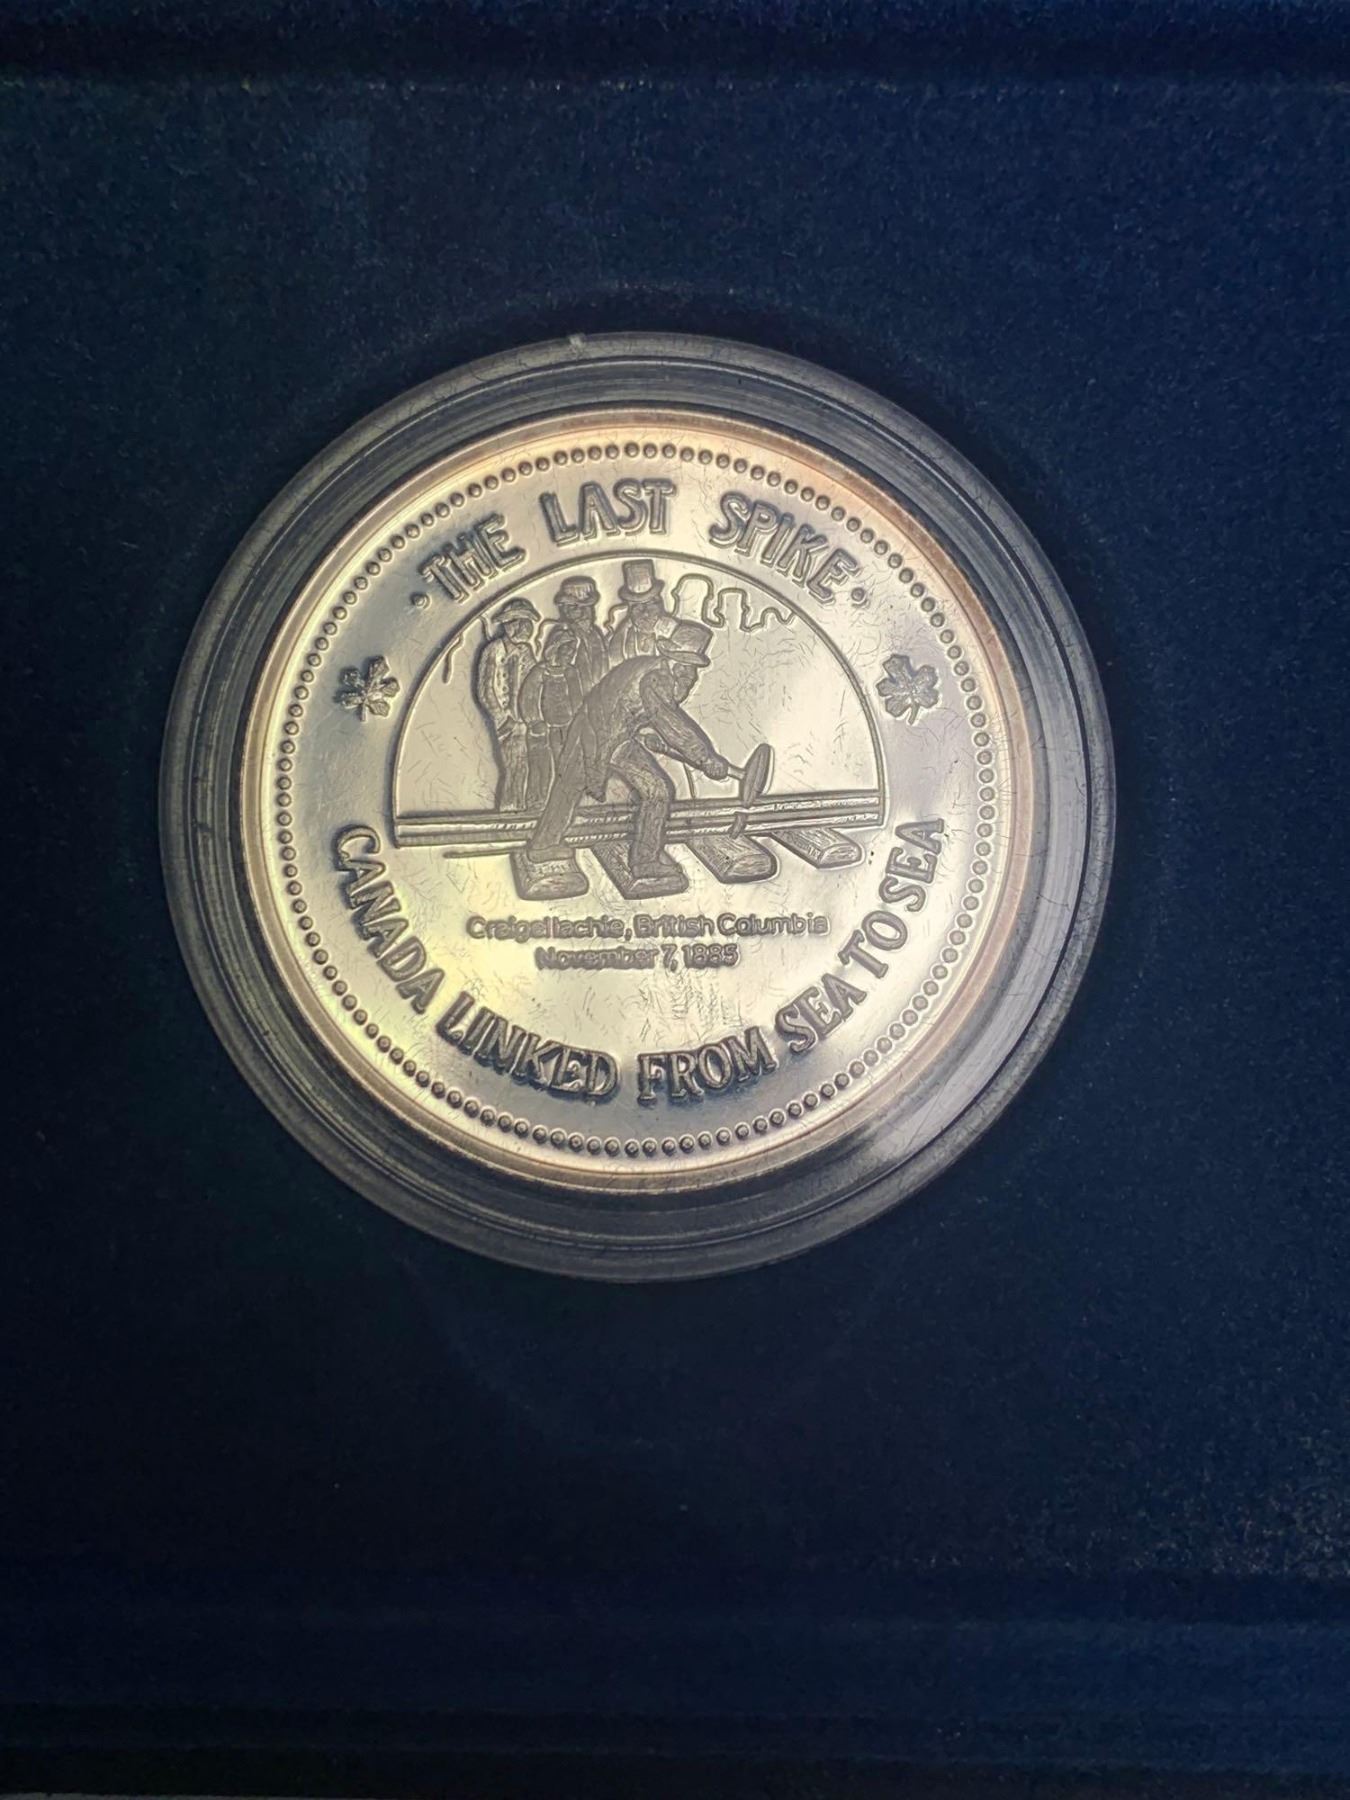 · THE LAST SPIKE ·
Craigellachie, British Columbia
November 7, 1885
CANADA LINKED FROM SEA TO SEA